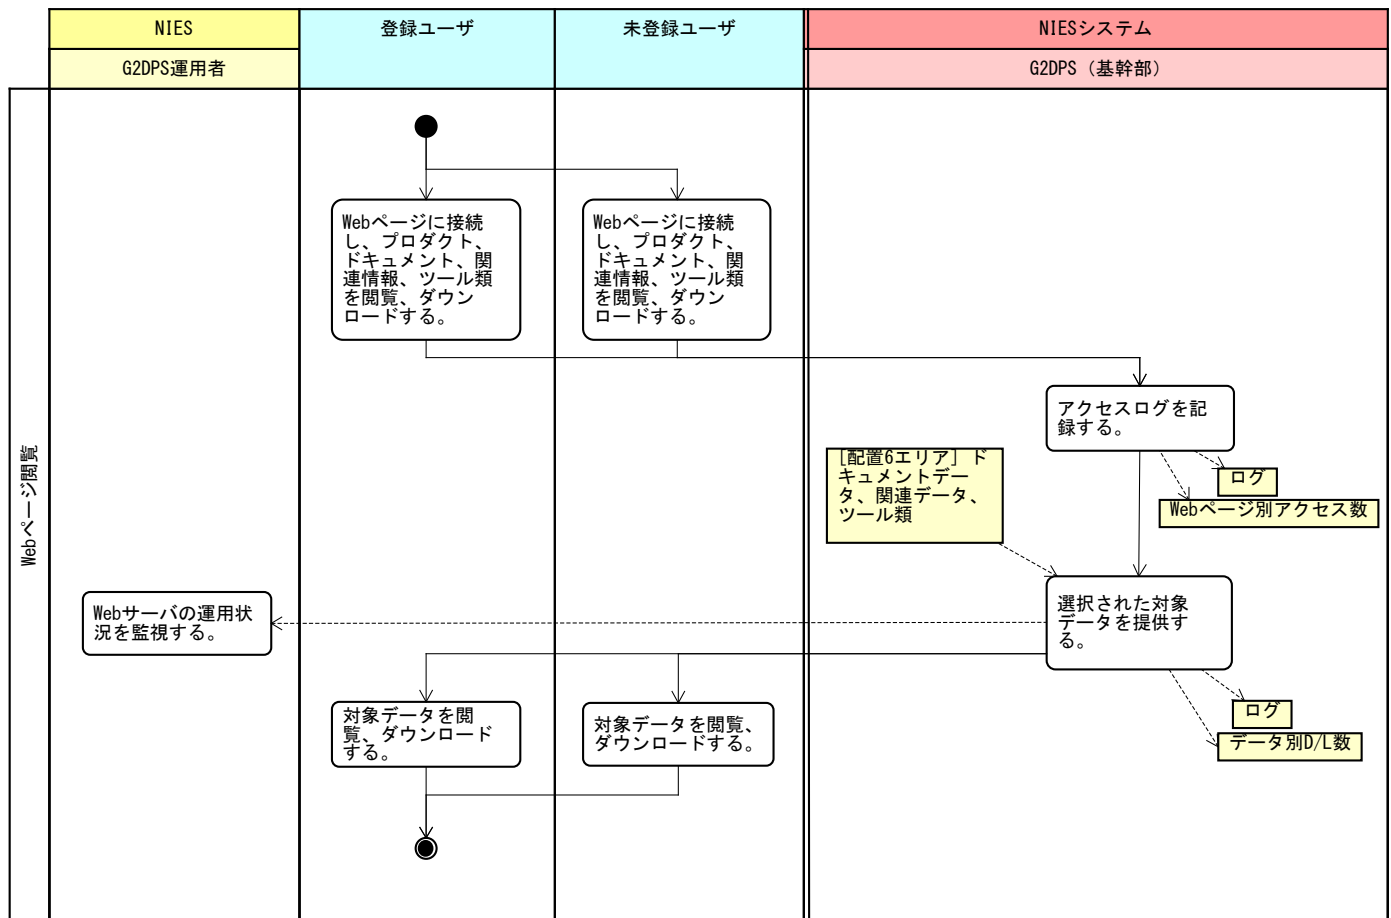 NIES
登録ユーザ
未登録ユーザ
NIESシステム
G2DPS運用者
G2DPS（基幹部）
Webページ閲覧
Webページに接続
し、プロダクト、
ドキュメント、関
連情報、ツール類
を閲覧、ダウン
ロードする。
Webページに接続
し、プロダクト、
ドキュメント、関
連情報、ツール類
を閲覧、ダウン
ロードする。
アクセスログを記
録する。
ログ
Webページ別アクセス数
[配置6エリア] ド
キュメントデー
タ、関連データ、
ツール類
選択された対象
データを提供す
る。
Webサーバの運用状
況を監視する。
ログ
データ別D/L数
対象データを閲
覧、ダウンロード
する。
対象データを閲覧、
ダウンロードする。